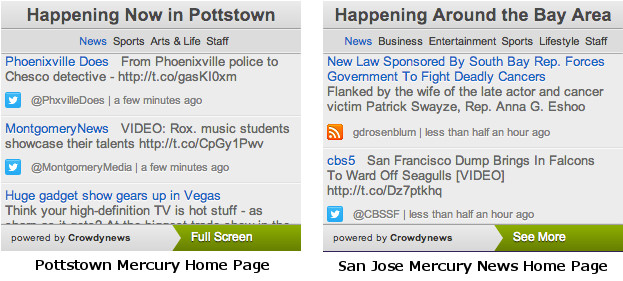 Happening Now in Pottstown
News Sports Arts & Life Staff
Phoenixville Does From Phoenixville police to
Chesco detective - http://t.co/gasKI0xm
@PhxvilleDoes | a few minutes ago
MontgomeryNews VIDEO: Rox. music students
showcase their talents http://t.co/CpGy1Pwv
@MontgomeryMedia | a few minutes ago
Huge gadget show gears up in Vegas
Think your high-definition TV is hot stuff - as
powered by Crowdynews
Full Screen
Pottstown Mercury Home Page
Happening Around the Bay Area
News Business Entertainment Sports Lifestyle Staff
New Law Sponsored By South Bay Rep. Forces
Government To Fight Deadly Cancers
Flanked by the wife of the late actor and cancer
victim Patrick Swayze, Rep. Anna G. Eshoo
gdrosenblum | less than half an hour ago
cbs5 San Francisco Dump Brings In Falcons
To Ward Off Seagulls [VIDEO]
http://t.co/Dz7ptkhq
@CBSSF | less than half an hour ago
powered by Crowdynews
See More
San Jose Mercury News Home Page